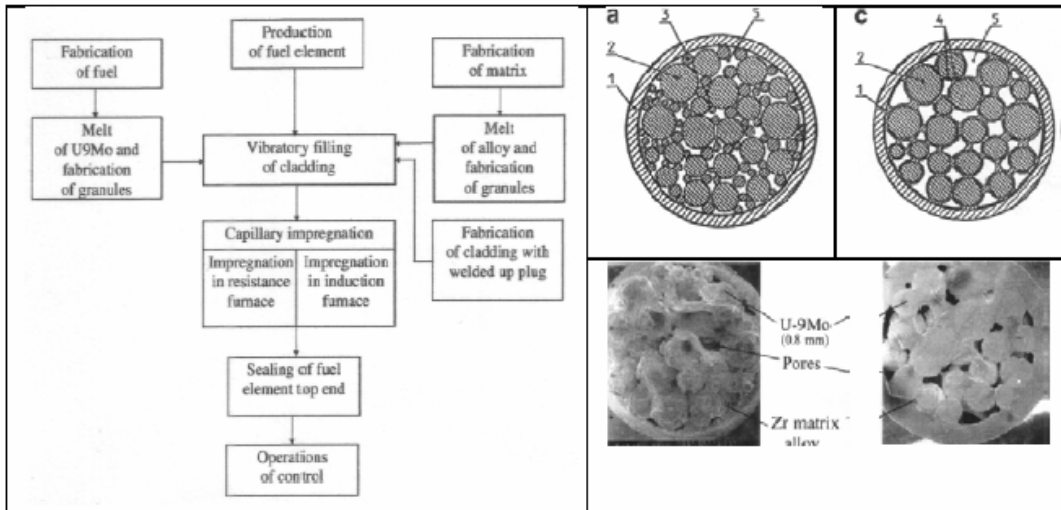 Fabrication
of fuel
Production
of fuel element
Fabrication
of matrix
Melt
of U9Mo and
fabrication
of granules
Vibratory filling
of cladding
Melt
of alloy and
fabrication
of granules
Capillary impregnation
Impregnation
in resistance
furnace
Impregnation
in induction
furnace
Fabrication
of cladding with
welded up plug
Sealing of fuel
element top end
Operations
of control
a
3
5
2
1
c
4
5
2
1
U-9Mo
(0.8 mm)
Pores
Zr matrix
alloy